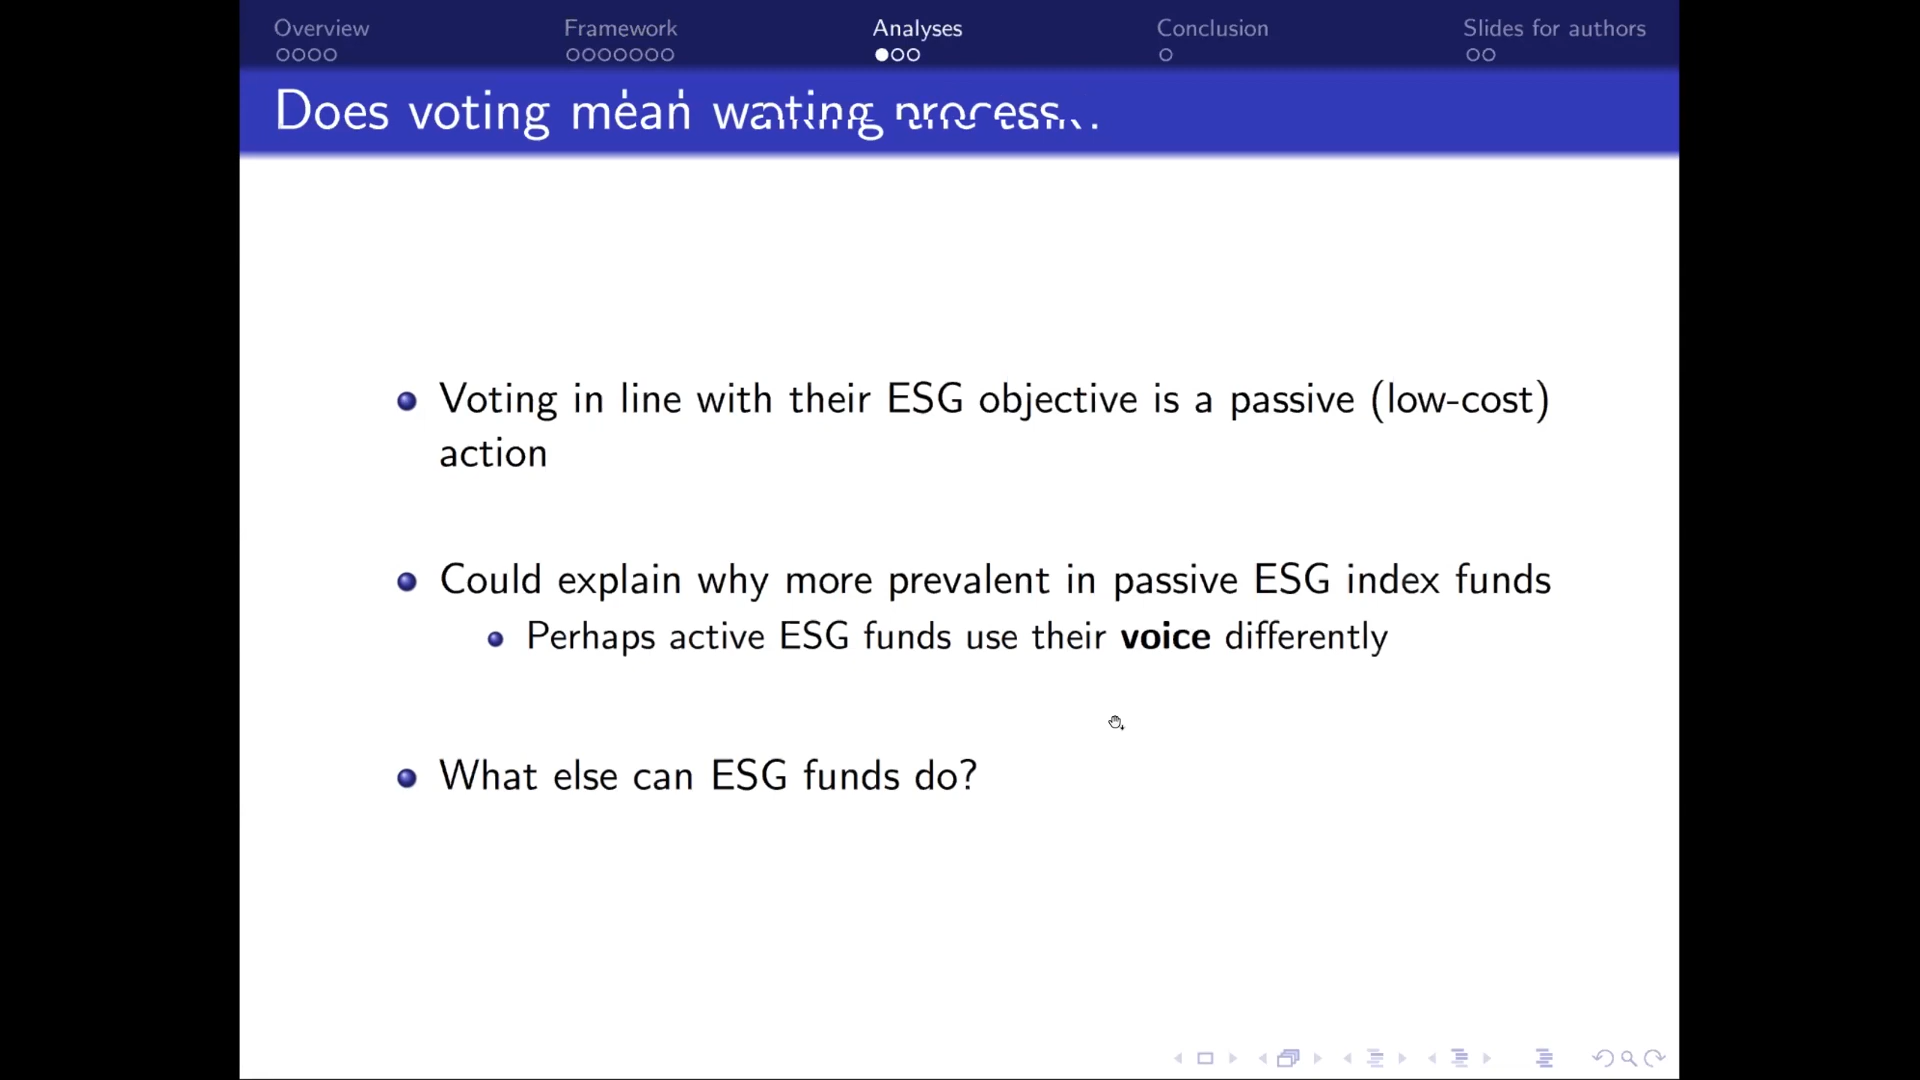 Overview Framework Analyses Conclusion Slides for authors
Does voting mean
Voting in line with their ESG objective is a passive (low-cost)
action
Could explain why more prevalent in passive ESG index funds
Perhaps active ESG funds use their voice differently
What else can ESG funds do?